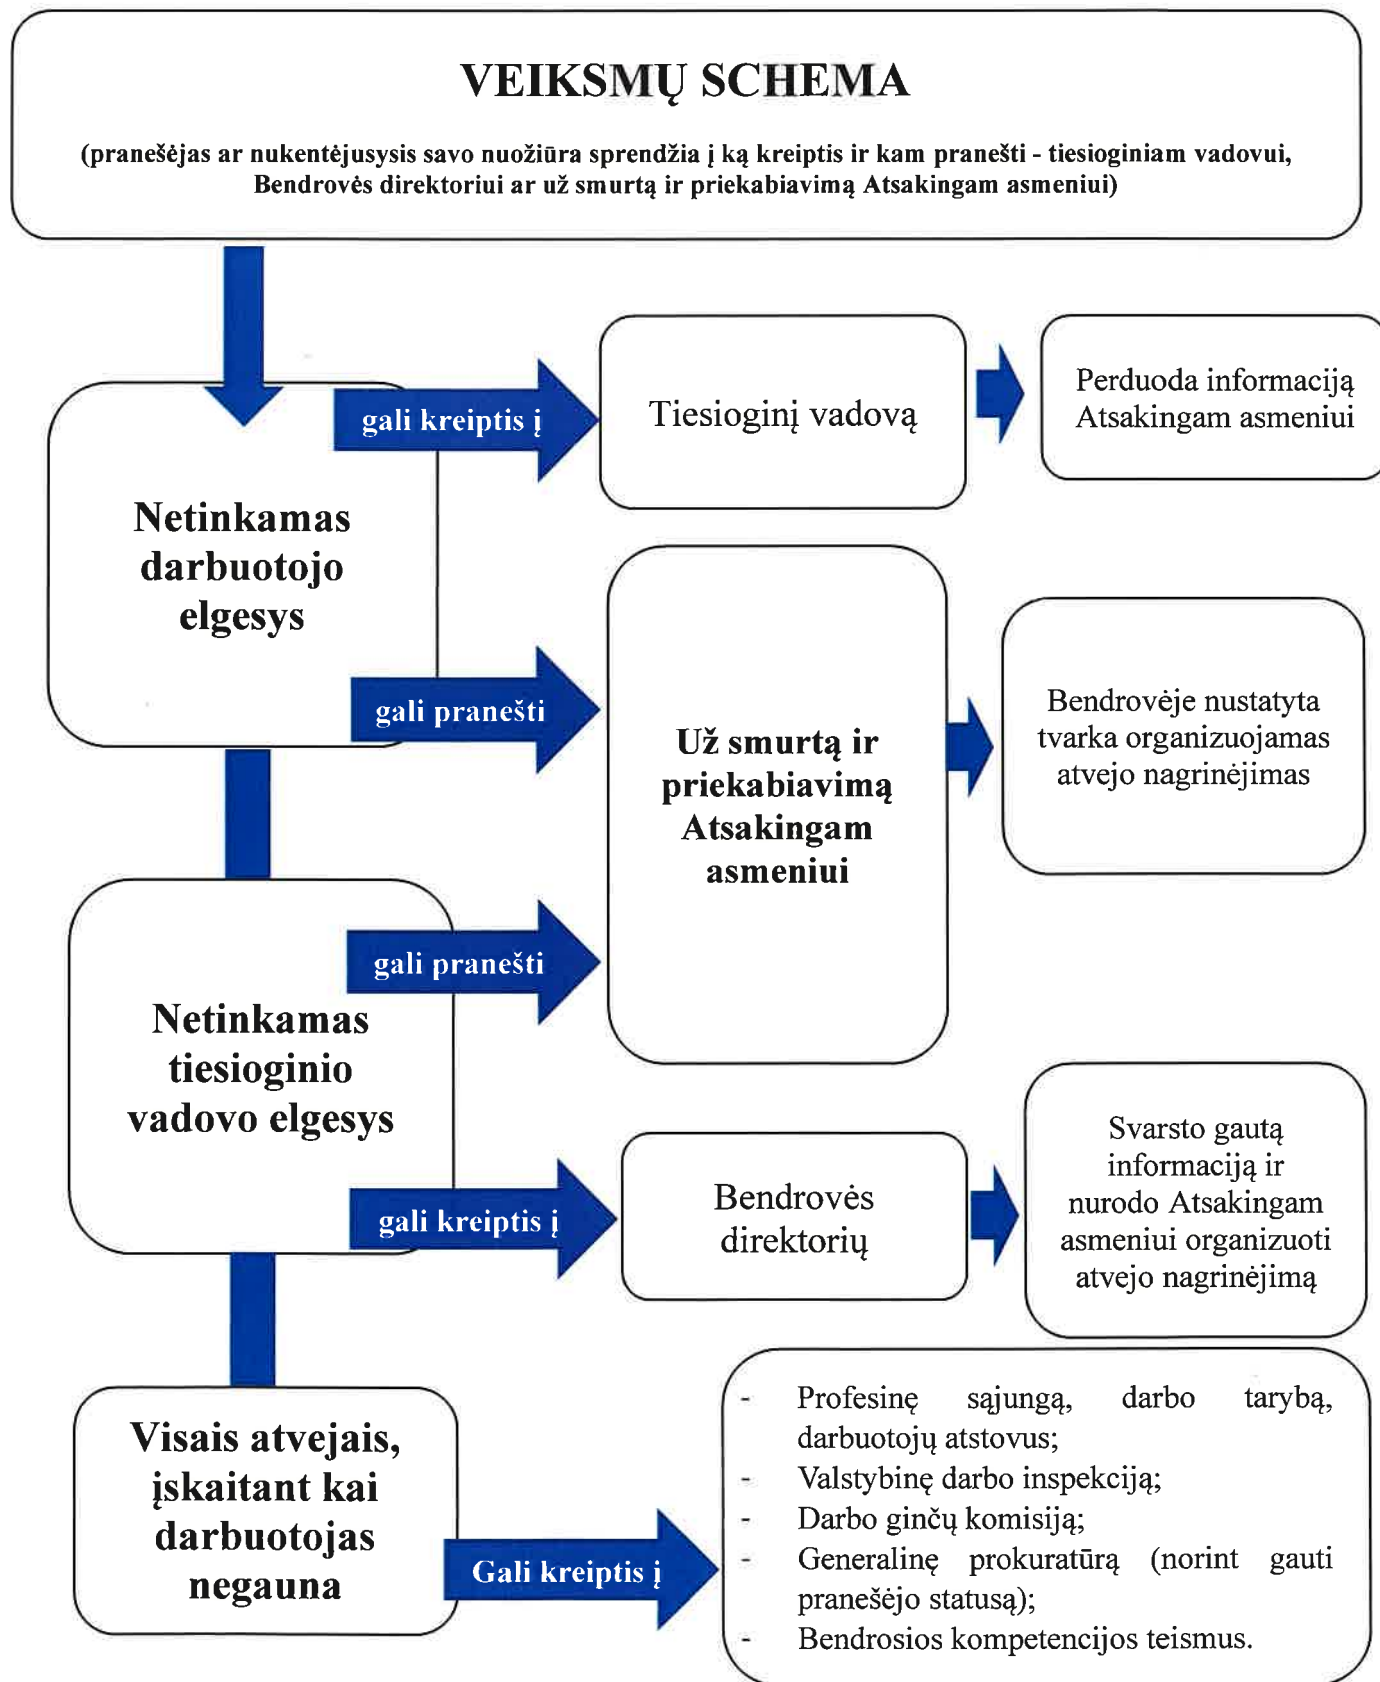 VEIKSMŲ SCHEMA
(pranešėjas ar nukentėjusysis savo nuožiūra sprendžia į ką kreiptis ir kam pranešti - tiesioginiam vadovui,
Bendrovės direktoriui ar už smurtą ir priekabiavimą Atsakingam asmeniui)
gali kreiptis į
Tiesioginį vadovą
Perduoda informaciją
Atsakingam asmeniui
Netinkamas
darbuotojo
elgesys
gali pranešti
Už smurtą ir
priekabiavimą
Atsakingam
asmeniui
Bendrovėje nustatyta
tvarka organizuojamas
atvejo nagrinėjimas
gali pranešti
Netinkamas
tiesioginio
vadovo elgesys
gali kreiptis į
Bendrovės
direktorių
Svarsto gautą
informaciją ir
nurodo Atsakingam
asmeniui organizuoti
atvejo nagrinėjimą
Visais atvejais,
įskaitant kai
darbuotojas
negauna
Gali kreiptis į
- Profesinę sąjungą, darbo tarybą,
darbuotojų atstovus;
- Valstybinę darbo inspekciją;
- Darbo ginčų komisiją;
- Generalinę prokuratūrą (norint gauti
pranešėjo statusą);
- Bendrosios kompetencijos teismus.